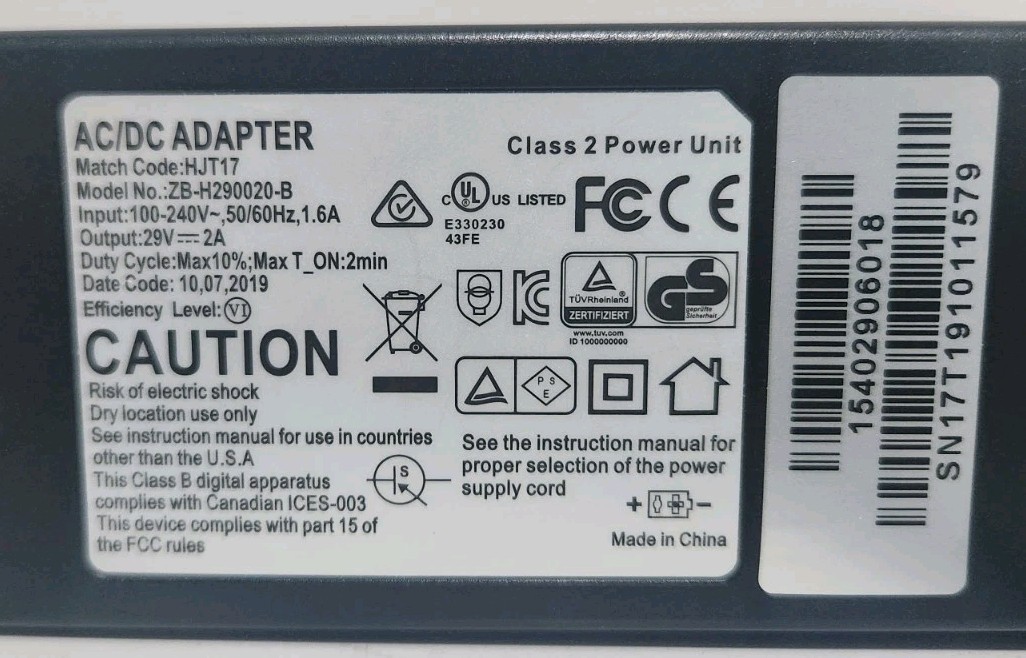 AC/DC ADAPTER
Match Code:HJT17
Model No.:ZB-H290020-B
Input:100-240V~,50/60Hz,1.6A
Output:29V⎓2A
Duty Cycle:Max10%;Max T_ON:2min
Date Code: 10,07,2019
Efficiency Level:VI
CAUTION
Risk of electric shock
Dry location use only
See instruction manual for use in countries
other than the U.S.A
This Class B digital apparatus
complies with Canadian ICES-003
This device complies with part 15 of
the FCC rules
Class 2 Power Unit
c UL US LISTED
E330230
43FE
FC CE
KC
TÜVRheinland
ZERTIFIZIERT
www.tuv.com
ID 1000000000
GS
geprüfte
Sicherheit
P S
E
S
See the instruction manual for
proper selection of the power
supply cord
+ -
Made in China
15402906018
SN17T191011579